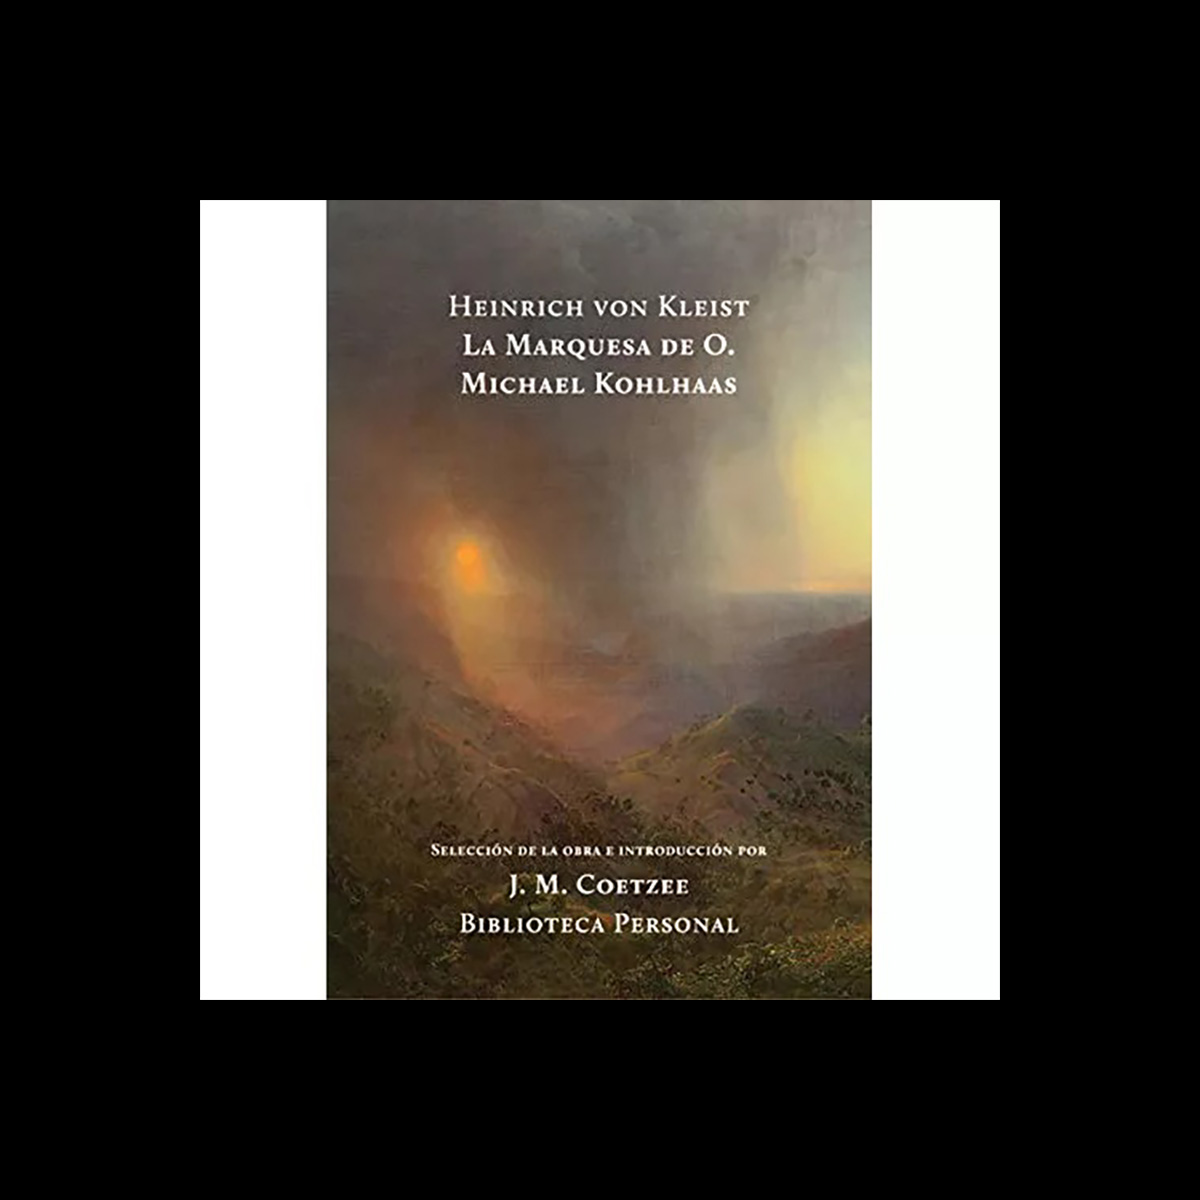 Heinrich von Kleist
La Marquesa de O.
Michael Kohlhaas
Selección de la obra e introducción por
J. M. Coetzee
Biblioteca Personal